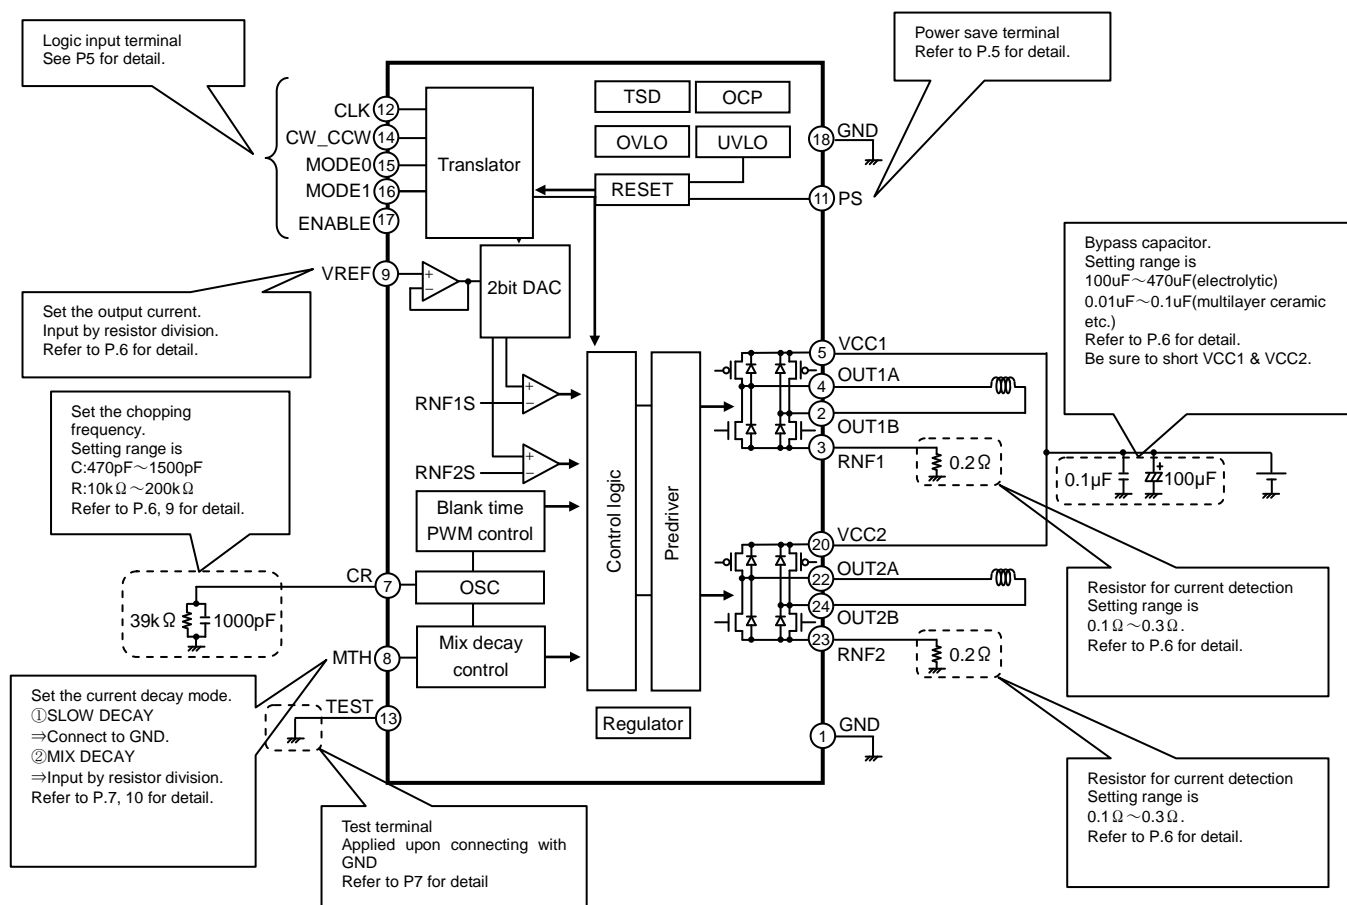 Logic input terminal
See P5 for detail.
Power save terminal
Refer to P.5 for detail.
CLK 12
CW_CCW 14
MODE0 15
MODE1 16
ENABLE 17
Translator
TSD
OCP
OVLO
UVLO
RESET
18 GND
11 PS
VREF 9
+
−
2bit DAC
Set the output current.
Input by resistor division.
Refer to P.6 for detail.
Bypass capacitor.
Setting range is
100uF～470uF(electrolytic)
0.01uF～0.1uF(multilayer ceramic
etc.)
Refer to P.6 for detail.
Be sure to short VCC1 & VCC2.
Set the chopping
frequency.
Setting range is
C:470pF～1500pF
R:10kΩ～200kΩ
Refer to P.6, 9 for detail.
RNF1S
+
−
RNF2S
+
−
Blank time
PWM control
OSC
Mix decay
control
Control logic
Predriver
Regulator
5 VCC1
4 OUT1A
2 OUT1B
3 RNF1
0.2Ω
0.1µF
+
100µF
20 VCC2
22 OUT2A
24 OUT2B
23 RNF2
0.2Ω
1 GND
CR 7
39kΩ
1000pF
MTH 8
TEST 13
Resistor for current detection
Setting range is
0.1Ω～0.3Ω.
Refer to P.6 for detail.
Set the current decay mode.
①SLOW DECAY
⇒Connect to GND.
②MIX DECAY
⇒Input by resistor division.
Refer to P.7, 10 for detail.
Test terminal
Applied upon connecting with
GND
Refer to P7 for detail
Resistor for current detection
Setting range is
0.1Ω～0.3Ω.
Refer to P.6 for detail.